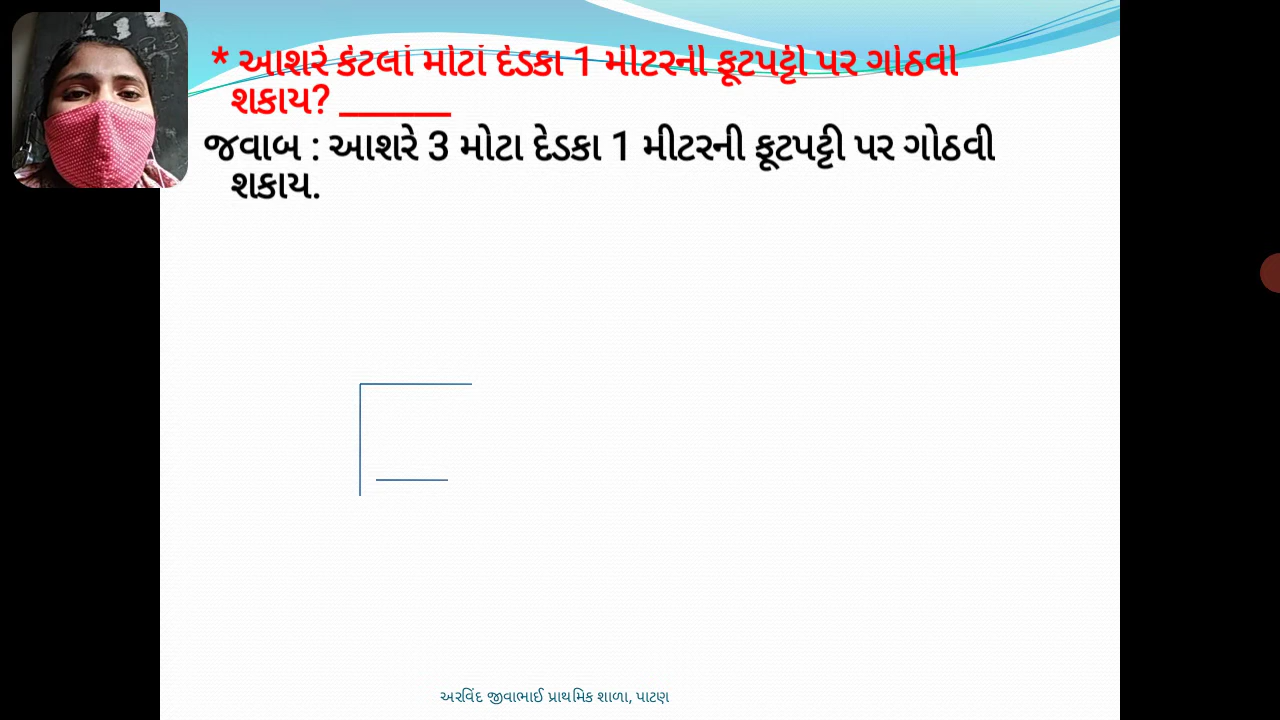 * આશરે કેટલાં મોટાં દેડકા 1 મીટરની ફૂટપટ્ટી પર ગોઠવી
શકાય? ______
જવાબ : આશરે 3 મોટા દેડકા 1 મીટરની ફૂટપટ્ટી પર ગોઠવી
શકાય.
અરવિંદ જીવાભાઈ પ્રાથમિક શાળા, પાટણ